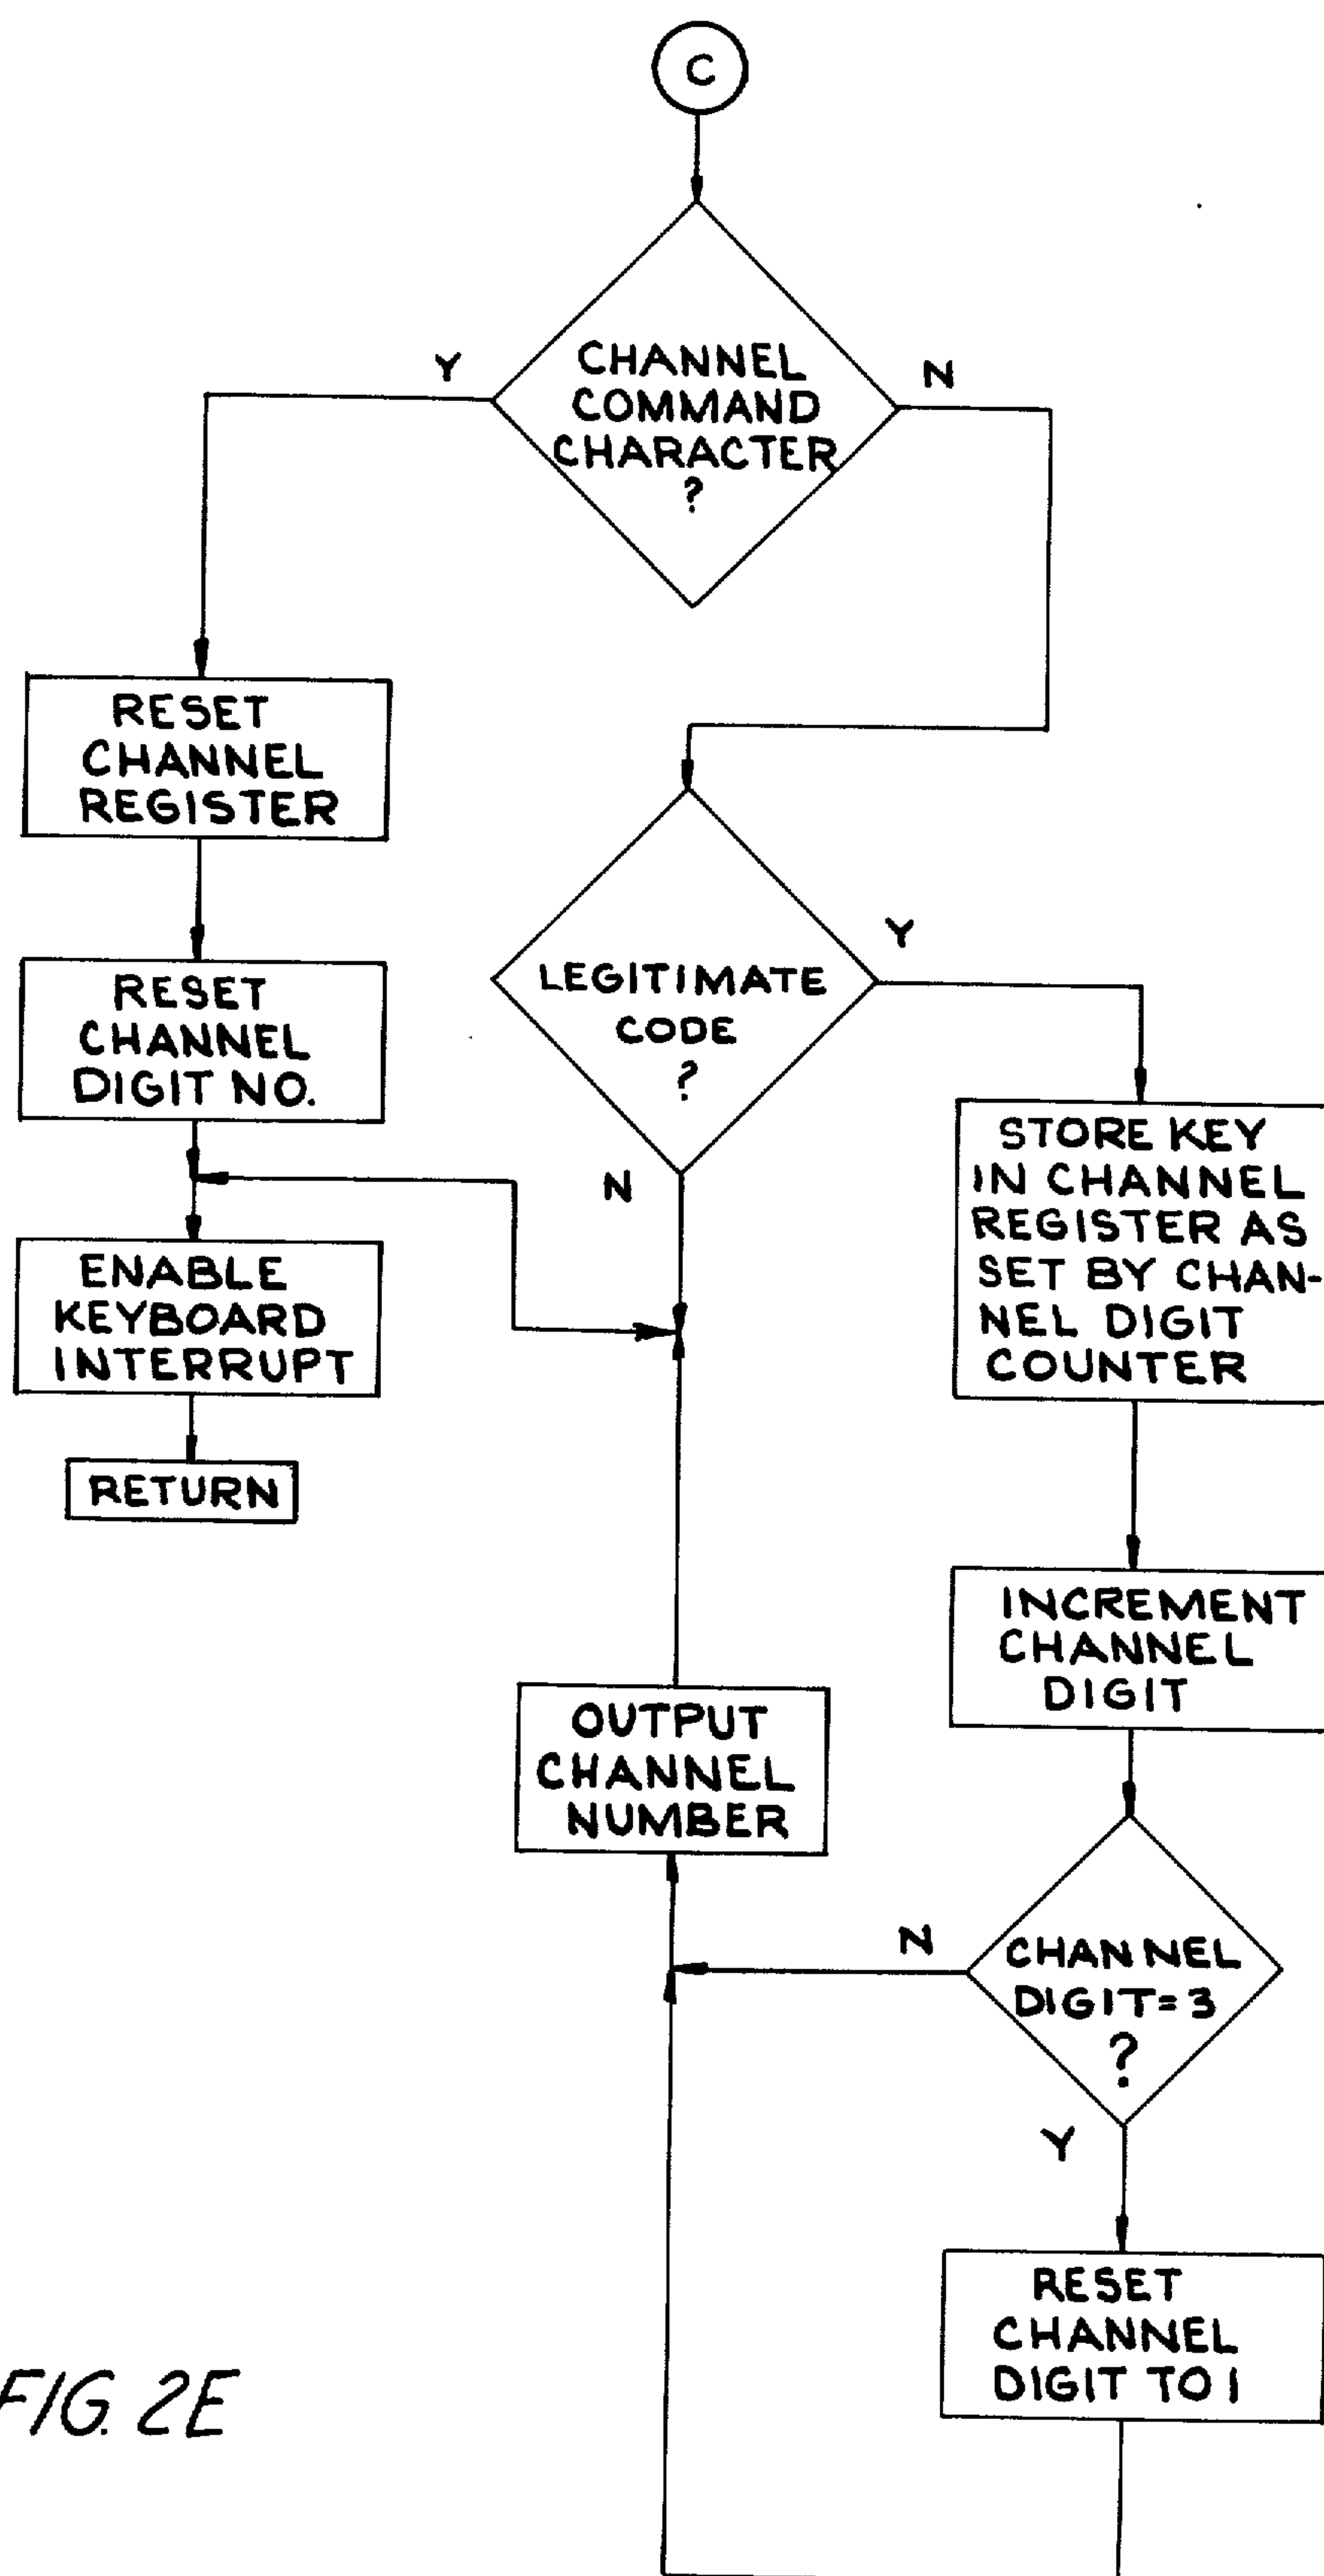 C
CHANNEL
COMMAND
CHARACTER
?
Y
N
RESET
CHANNEL
REGISTER
RESET
CHANNEL
DIGIT NO.
ENABLE
KEYBOARD
INTERRUPT
RETURN
LEGITIMATE
CODE
?
Y
N
STORE KEY
IN CHANNEL
REGISTER AS
SET BY CHAN-
NEL DIGIT
COUNTER
INCREMENT
CHANNEL
DIGIT
OUTPUT
CHANNEL
NUMBER
N
CHANNEL
DIGIT=3
?
Y
RESET
CHANNEL
DIGIT TO 1
FIG. 2E